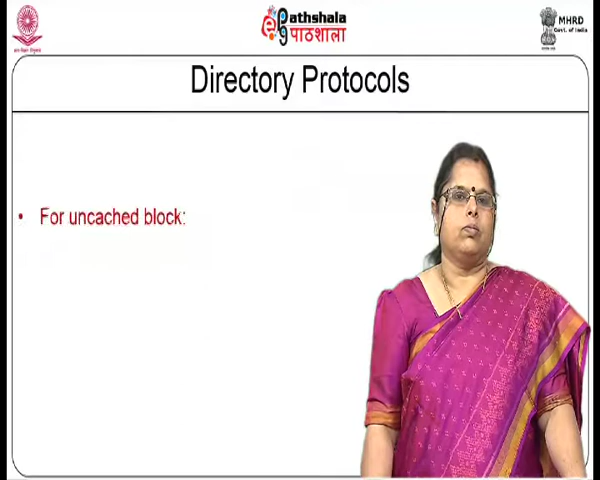 Pathshala
पाठशाला
MHRD
Govt. of India
Directory Protocols
• For uncached block: